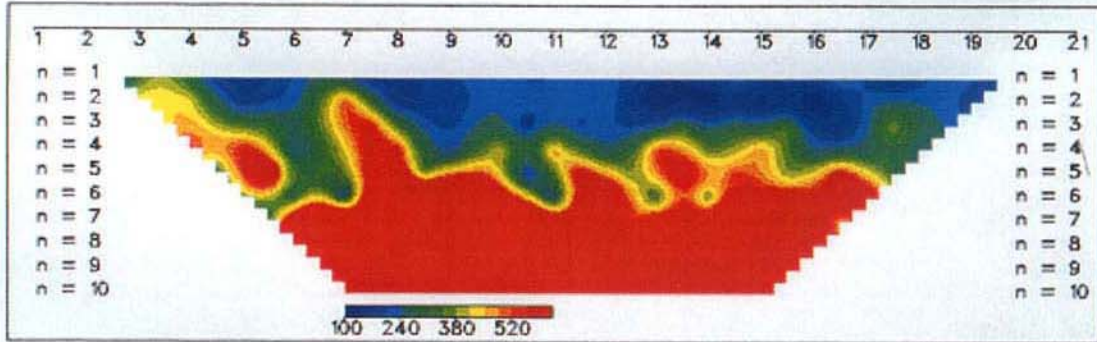 1 2 3 4 5 6 7 8 9 10 11 12 13 14 15 16 17 18 19 20 21
n = 1 n = 1
n = 2 n = 2
n = 3 n = 3
n = 4 n = 4
n = 5 n = 5
n = 6 n = 6
n = 7 n = 7
n = 8 n = 8
n = 9 n = 9
n = 10 n = 10
100 240 380 520